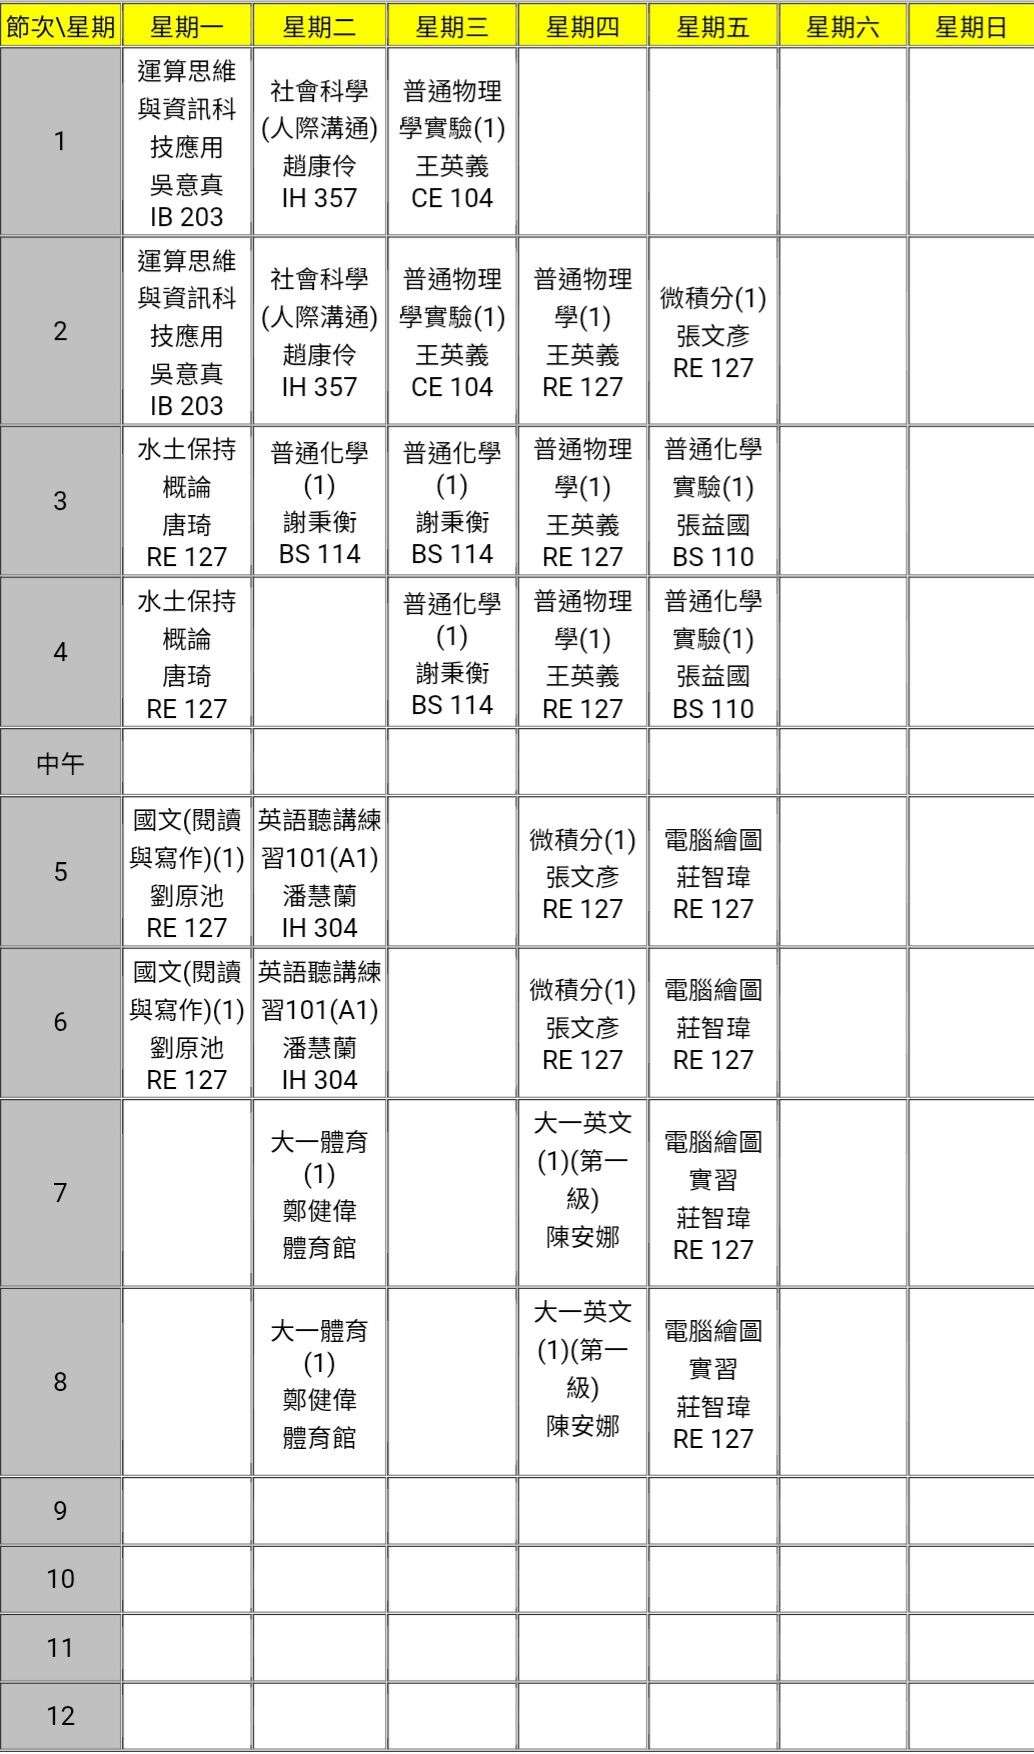 節次\星期 星期一 星期二 星期三 星期四 星期五 星期六 星期日
1
運算思維
與資訊科
技應用
吳意真
IB 203
社會科學
(人際溝通)
趙康伶
IH 357
普通物理
學實驗(1)
王英義
CE 104
2
運算思維
與資訊科
技應用
吳意真
IB 203
社會科學
(人際溝通)
趙康伶
IH 357
普通物理
學實驗(1)
王英義
CE 104
普通物理
學(1)
王英義
RE 127
微積分(1)
張文彥
RE 127
3
水土保持
概論
唐琦
RE 127
普通化學
(1)
謝秉衡
BS 114
普通化學
(1)
謝秉衡
BS 114
普通物理
學(1)
王英義
RE 127
普通化學
實驗(1)
張益國
BS 110
4
水土保持
概論
唐琦
RE 127
普通化學
(1)
謝秉衡
BS 114
普通物理
學(1)
王英義
RE 127
普通化學
實驗(1)
張益國
BS 110
中午
5
國文(閱讀
與寫作)(1)
劉原池
RE 127
英語聽講練
習101(A1)
潘慧蘭
IH 304
微積分(1)
張文彥
RE 127
電腦繪圖
莊智瑋
RE 127
6
國文(閱讀
與寫作)(1)
劉原池
RE 127
英語聽講練
習101(A1)
潘慧蘭
IH 304
微積分(1)
張文彥
RE 127
電腦繪圖
莊智瑋
RE 127
7
大一體育
(1)
鄭健偉
體育館
大一英文
(1)(第一
級)
陳安娜
電腦繪圖
實習
莊智瑋
RE 127
8
大一體育
(1)
鄭健偉
體育館
大一英文
(1)(第一
級)
陳安娜
電腦繪圖
實習
莊智瑋
RE 127
9
10
11
12